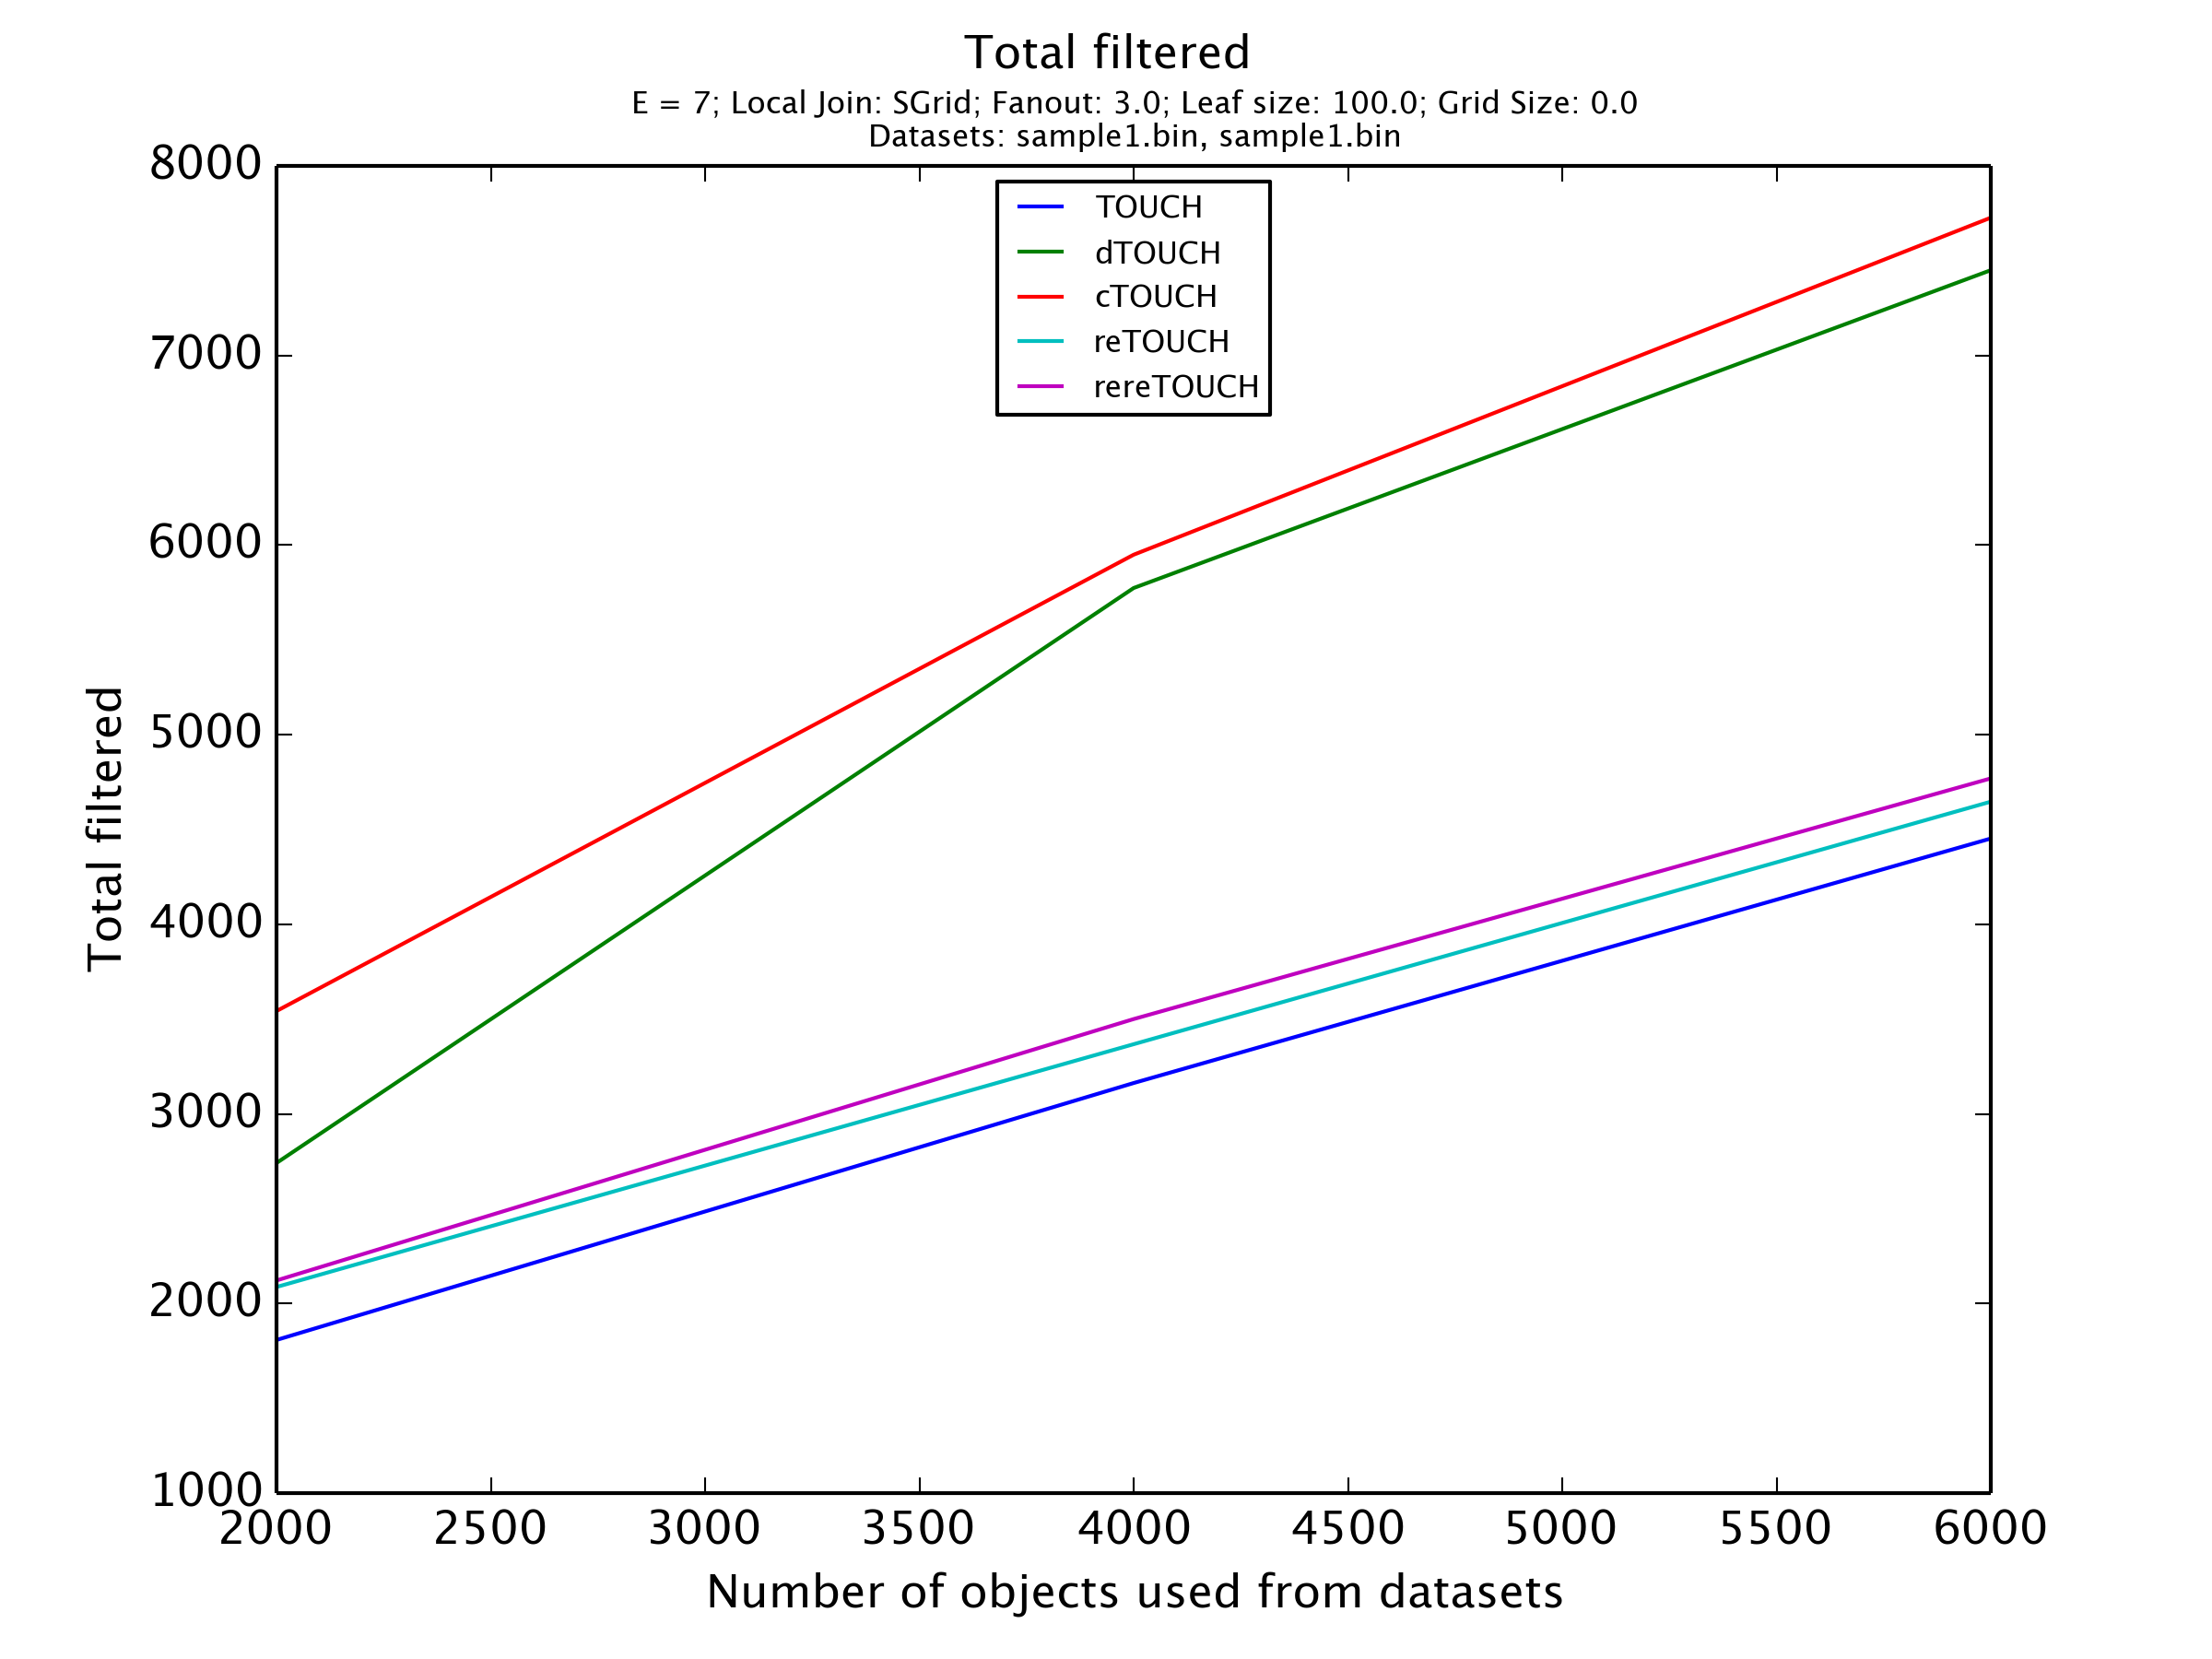 Total filtered
E = 7; Local Join: SGrid; Fanout: 3.0; Leaf size: 100.0; Grid Size: 0.0
Datasets: sample1.bin, sample1.bin
8000
7000
6000
5000
4000
3000
2000
1000
Total filtered
TOUCH
dTOUCH
cTOUCH
reTOUCH
rereTOUCH
2000 2500 3000 3500 4000 4500 5000 5500 6000
Number of objects used from datasets